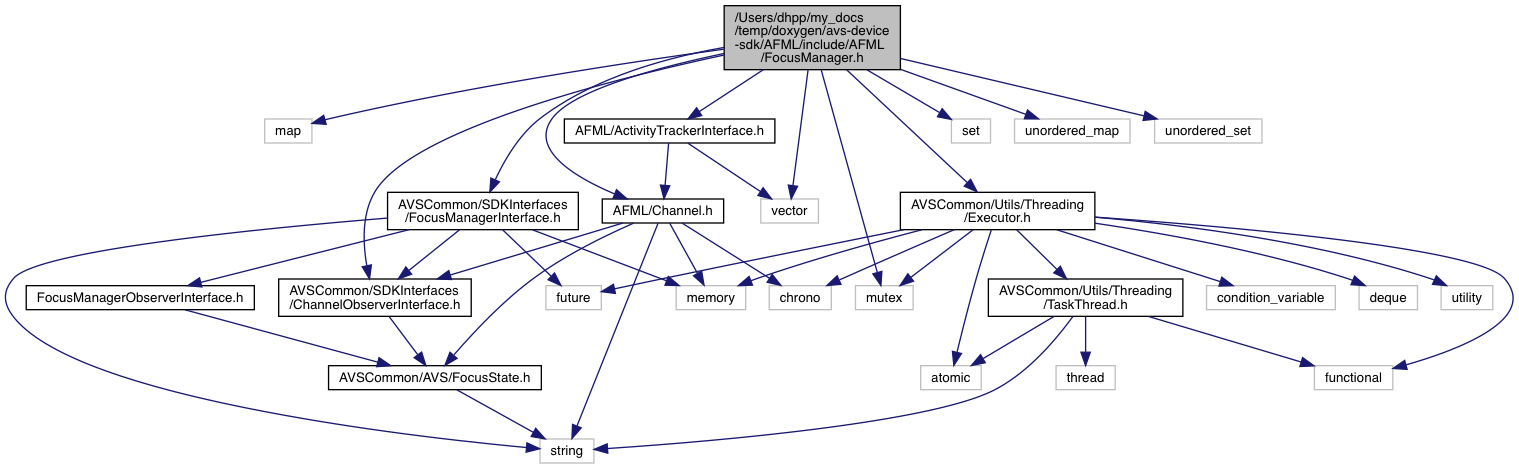 /Users/dhpp/my_docs
/temp/doxygen/avs-device
-sdk/AFML/include/AFML
/FocusManager.h
map
AFML/ActivityTrackerInterface.h
set
unordered_map
unordered_set
AVSCommon/SDKInterfaces
/FocusManagerInterface.h
AFML/Channel.h
vector
AVSCommon/Utils/Threading
/Executor.h
FocusManagerObserverInterface.h
AVSCommon/SDKInterfaces
/ChannelObserverInterface.h
future
memory
chrono
mutex
AVSCommon/Utils/Threading
/TaskThread.h
condition_variable
deque
utility
AVSCommon/AVS/FocusState.h
atomic
thread
functional
string